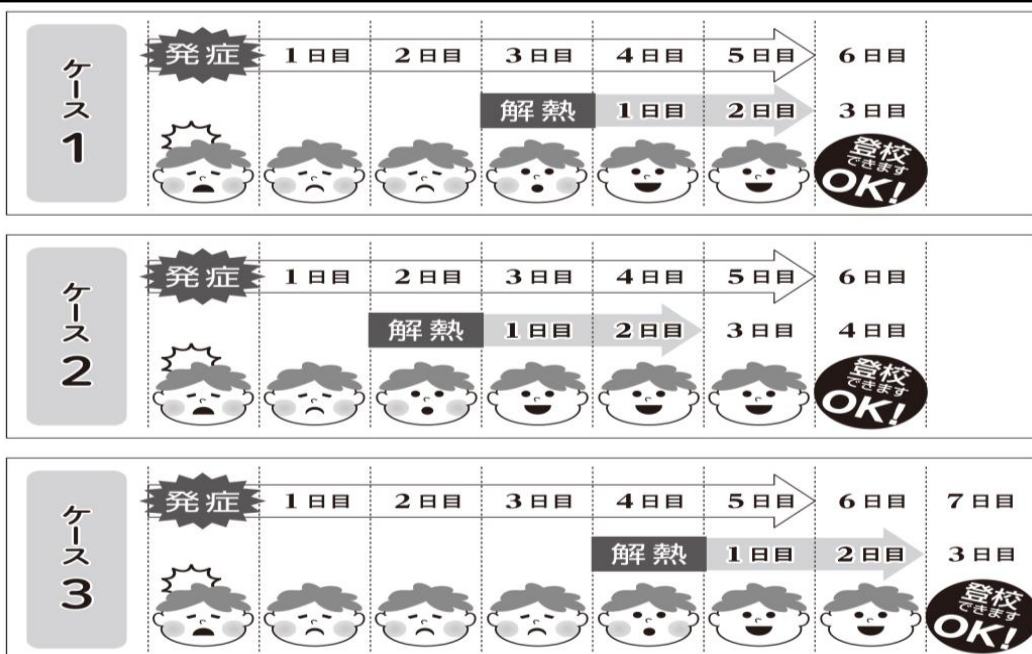 ケース1
発症 1日目 2日目 3日目 4日目 5日目 6日目
解熱 1日目 2日目 3日目
登校
できます
OK!
ケース2
発症 1日目 2日目 3日目 4日目 5日目 6日目
解熱 1日目 2日目 3日目 4日目
登校
できます
OK!
ケース3
発症 1日目 2日目 3日目 4日目 5日目 6日目 7日目
解熱 1日目 2日目 3日目
登校
できます
OK!